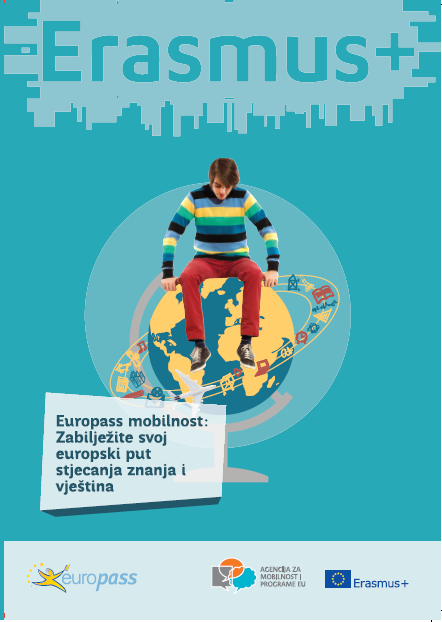 Erasmus+
Europass mobilnost:
Zabilježite svoj
europski put
stjecanja znanja i
vještina
europass
AGENCIJA ZA
MOBILNOST I
PROGRAME EU
Erasmus+